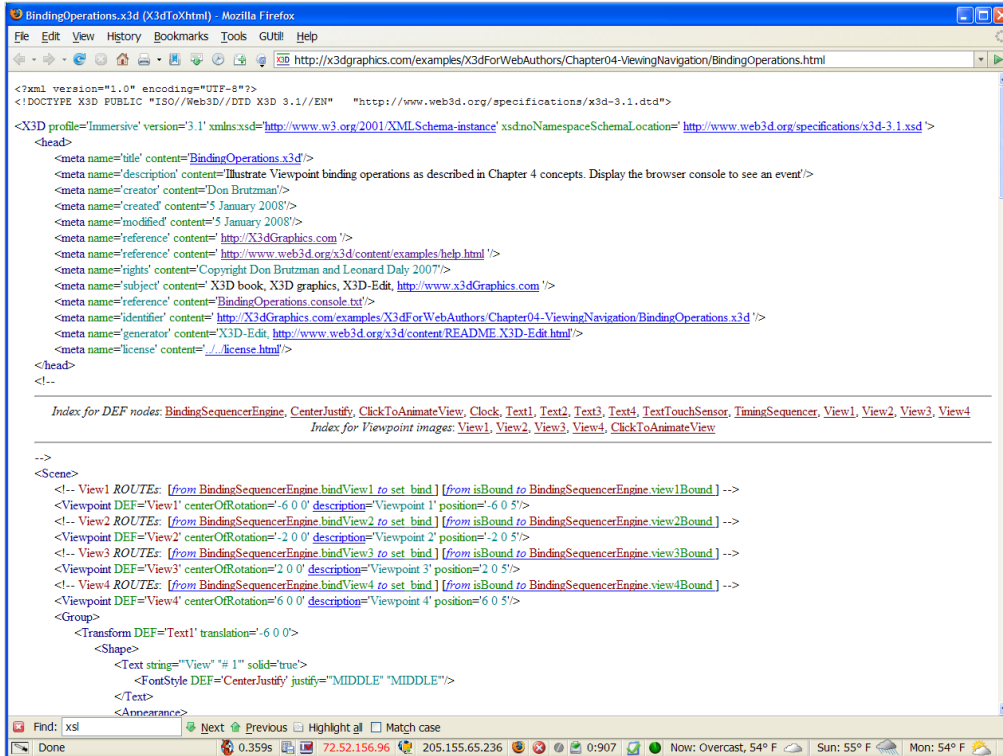 BindingOperations.x3d (X3dToXhtml) - Mozilla Firefox
File Edit View History Bookmarks Tools GUtil! Help
http://x3dgraphics.com/examples/X3dForWebAuthors/Chapter04-ViewingNavigation/BindingOperations.html
<?xml version="1.0" encoding="UTF-8"?>
<!DOCTYPE X3D PUBLIC "ISO//Web3D//DTD X3D 3.1//EN" "http://www.web3d.org/specifications/x3d-3.1.dtd">
<X3D profile='Immersive' version='3.1' xmlns:xsd='http://www.w3.org/2001/XMLSchema-instance' xsd:noNamespaceSchemaLocation=' http://www.web3d.org/specifications/x3d-3.1.xsd '>
<head>
<meta name='title' content='BindingOperations.x3d'/>
<meta name='description' content='Illustrate Viewpoint binding operations as described in Chapter 4 concepts. Display the browser console to see an event'/>
<meta name='creator' content='Don Brutzman'/>
<meta name='created' content='5 January 2008'/>
<meta name='modified' content='5 January 2008'/>
<meta name='reference' content=' http://X3dGraphics.com '/>
<meta name='reference' content=' http://www.web3d.org/x3d/content/examples/help.html '/>
<meta name='rights' content='Copyright Don Brutzman and Leonard Daly 2007'/>
<meta name='subject' content=' X3D book, X3D graphics, X3D-Edit, http://www.x3dGraphics.com '/>
<meta name='reference' content='BindingOperations.console.txt'/>
<meta name='identifier' content=' http://X3dGraphics.com/examples/X3dForWebAuthors/Chapter04-ViewingNavigation/BindingOperations.x3d '/>
<meta name='generator' content='X3D-Edit, http://www.web3d.org/x3d/content/README.X3D-Edit.html'/>
<meta name='license' content='../../license.html'/>
</head>
<!--
Index for DEF nodes: BindingSequencerEngine, CenterJustify, ClickToAnimateView, Clock, Text1, Text2, Text3, Text4, TextTouchSensor, TimingSequencer, View1, View2, View3, View4
Index for Viewpoint images: View1, View2, View3, View4, ClickToAnimateView
-->
<Scene>
<!-- View1 ROUTEs: [from BindingSequencerEngine.bindView1 to set_bind ] [from isBound to BindingSequencerEngine.view1Bound ] -->
<Viewpoint DEF='View1' centerOfRotation='-6 0 0' description='Viewpoint 1' position='-6 0 5'/>
<!-- View2 ROUTEs: [from BindingSequencerEngine.bindView2 to set_bind ] [from isBound to BindingSequencerEngine.view2Bound ] -->
<Viewpoint DEF='View2' centerOfRotation='-2 0 0' description='Viewpoint 2' position='-2 0 5'/>
<!-- View3 ROUTEs: [from BindingSequencerEngine.bindView3 to set_bind ] [from isBound to BindingSequencerEngine.view3Bound ] -->
<Viewpoint DEF='View3' centerOfRotation='2 0 0' description='Viewpoint 3' position='2 0 5'/>
<!-- View4 ROUTEs: [from BindingSequencerEngine.bindView4 to set_bind ] [from isBound to BindingSequencerEngine.view4Bound ] -->
<Viewpoint DEF='View4' centerOfRotation='6 0 0' description='Viewpoint 4' position='6 0 5'/>
<Group>
<Transform DEF='Text1' translation='-6 0 0'>
<Shape>
<Text string='"View" "# 1"' solid='true'>
<FontStyle DEF='CenterJustify' justify='"MIDDLE" "MIDDLE"'/>
</Text>
<Appearance>
Find: xsl Next Previous Highlight all Match case
Done 0.359s 72.52.156.96 205.155.65.236 0:907 Now: Overcast, 54° F Sun: 55° F Mon: 54° F